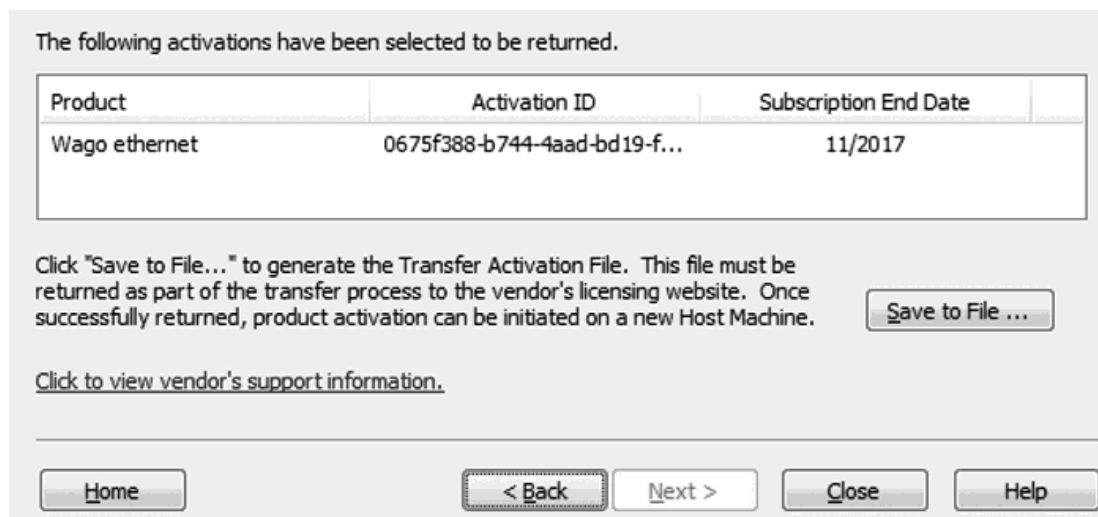 The following activations have been selected to be returned.
Product Activation ID Subscription End Date
Wago ethernet 0675f388-b744-4aad-bd19-f... 11/2017
Click "Save to File..." to generate the Transfer Activation File. This file must be
returned as part of the transfer process to the vendor's licensing website. Once
successfully returned, product activation can be initiated on a new Host Machine.
Save to File ...
Click to view vendor's support information.
Home < Back Next > Close Help